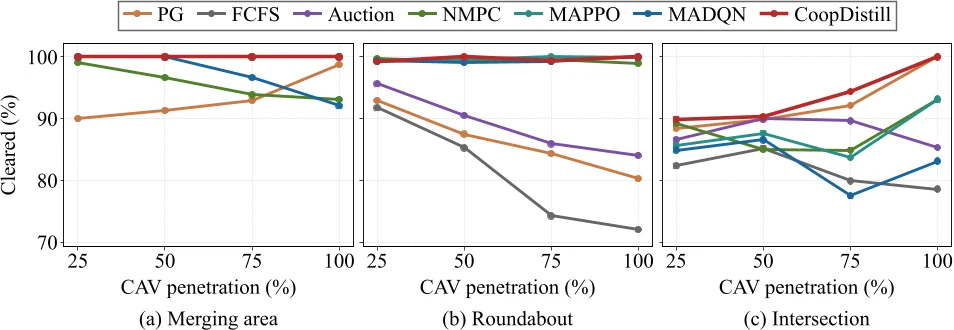 PG FCFS Auction NMPC MAPPO MADQN CoopDistill
Cleared (%)
100
90
80
70
25 50 75 100
25 50 75 100
25 50 75 100
CAV penetration (%)
CAV penetration (%)
CAV penetration (%)
(a) Merging area
(b) Roundabout
(c) Intersection